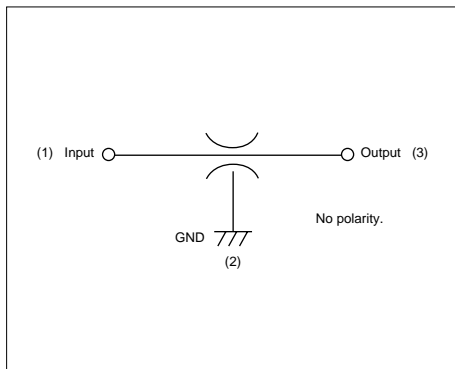 (1) Input Output (3)
No polarity.
GND
(2)